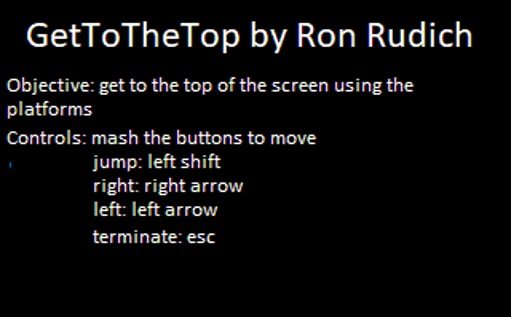 GetToTheTop by Ron Rudich
Objective: get to the top of the screen using the
platforms
Controls: mash the buttons to move
jump: left shift
right: right arrow
left: left arrow
terminate: esc